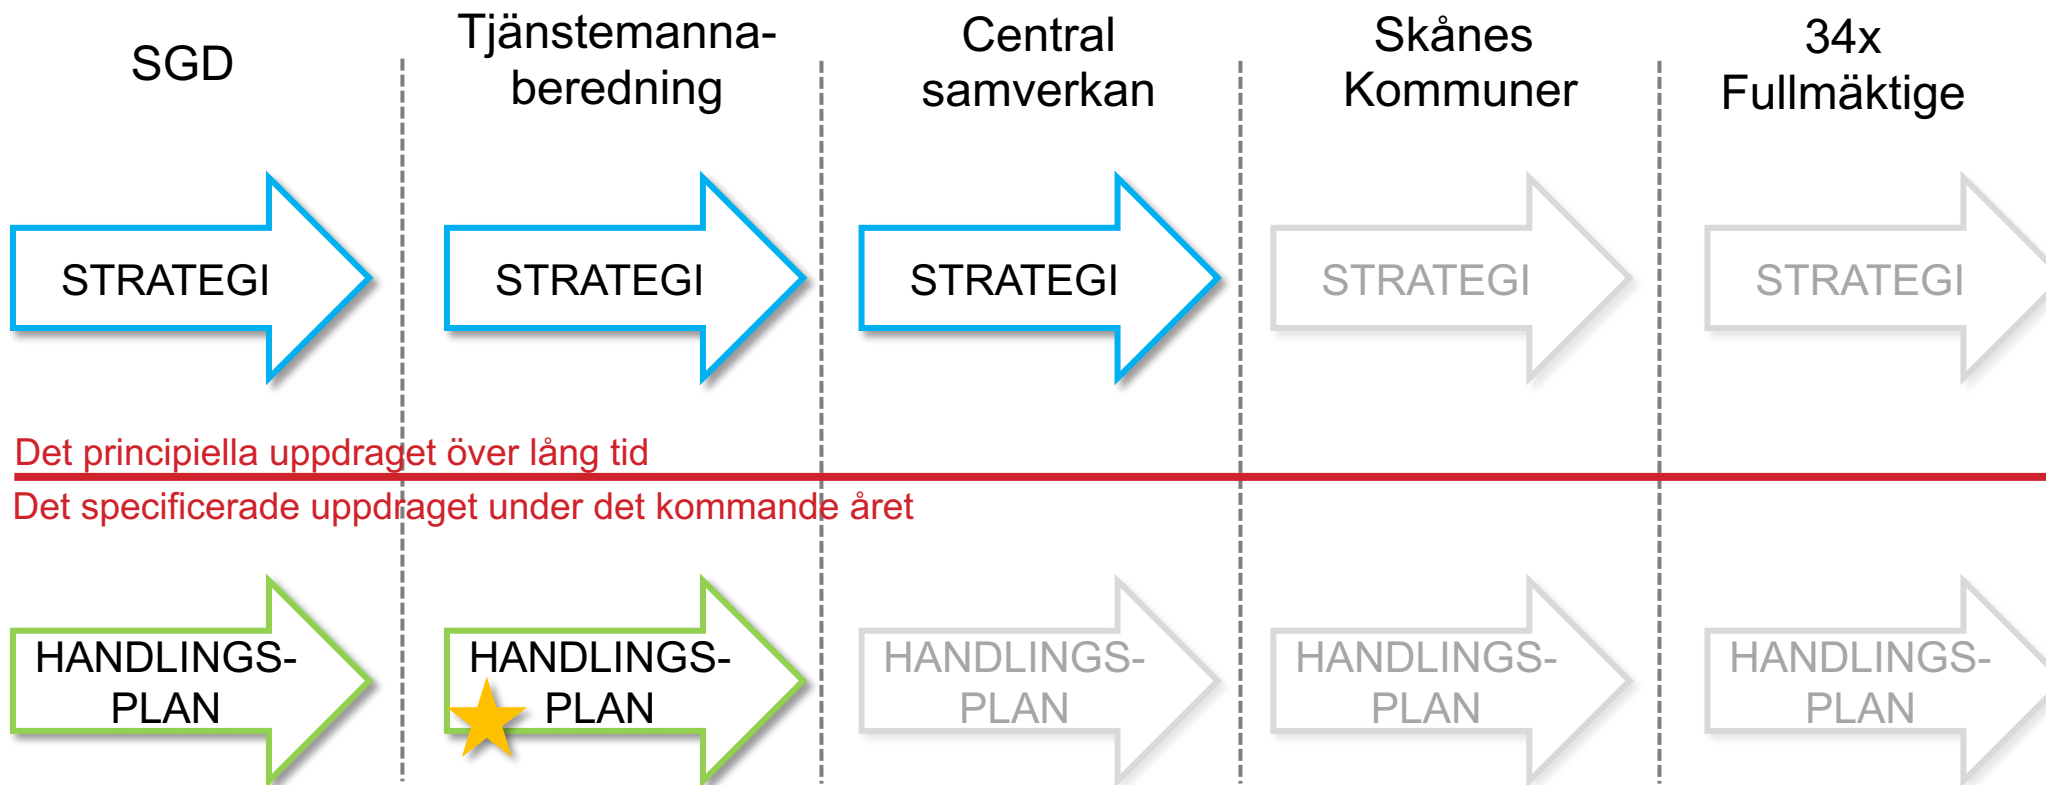 SGD
Tjänstemanna-
beredning
Central
samverkan
Skånes
Kommuner
34x
Fullmäktige
STRATEGI
STRATEGI
STRATEGI
STRATEGI
STRATEGI
Det principiella uppdraget över lång tid
Det specificerade uppdraget under det kommande året
HANDLINGS-
PLAN
HANDLINGS-
PLAN
HANDLINGS-
PLAN
HANDLINGS-
PLAN
HANDLINGS-
PLAN